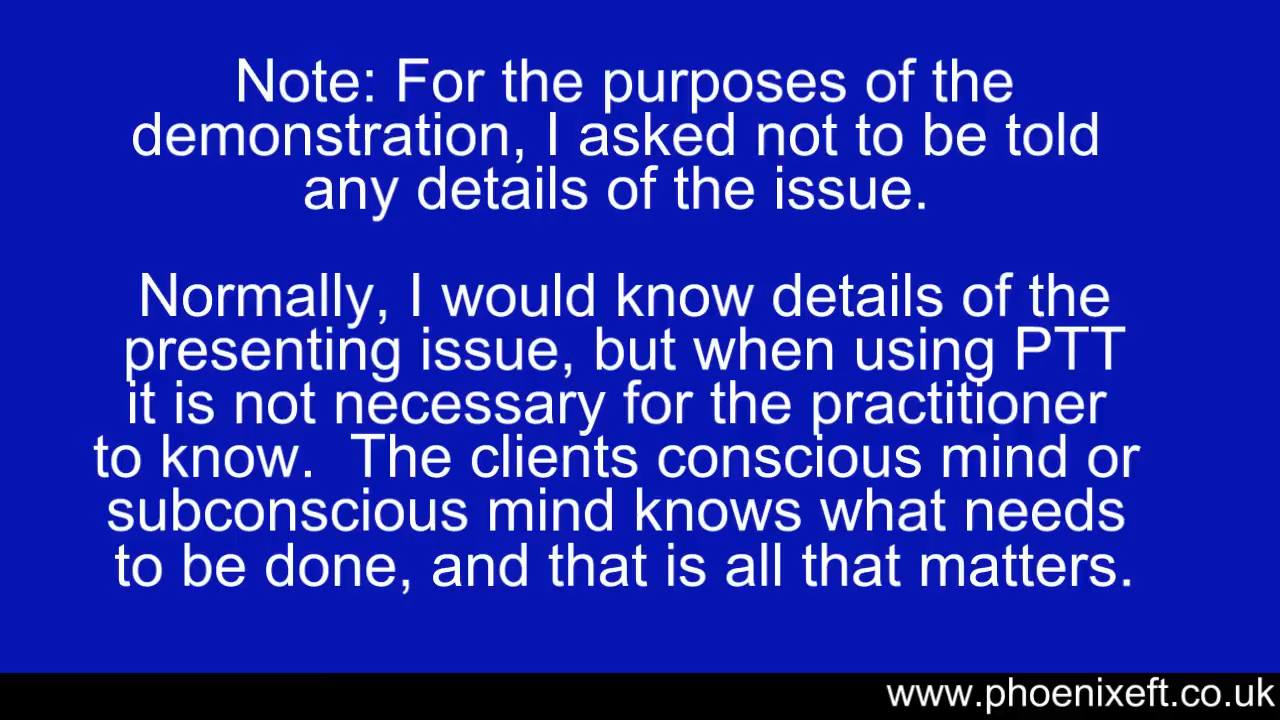 Note: For the purposes of the
demonstration, I asked not to be told
any details of the issue.
Normally, I would know details of the
presenting issue, but when using PTT
it is not necessary for the practitioner
to know.  The clients conscious mind or
subconscious mind knows what needs
to be done, and that is all that matters.
www.phoenixeft.co.uk